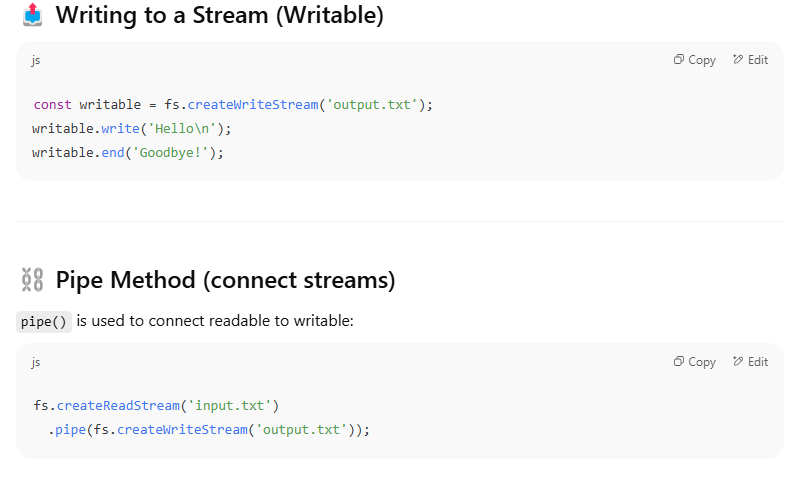 Writing to a Stream (Writable)
js
Copy
Edit
const writable = fs.createWriteStream('output.txt');
writable.write('Hello\n');
writable.end('Goodbye!');
Pipe Method (connect streams)
pipe() is used to connect readable to writable:
js
Copy
Edit
fs.createReadStream('input.txt')
  .pipe(fs.createWriteStream('output.txt'));